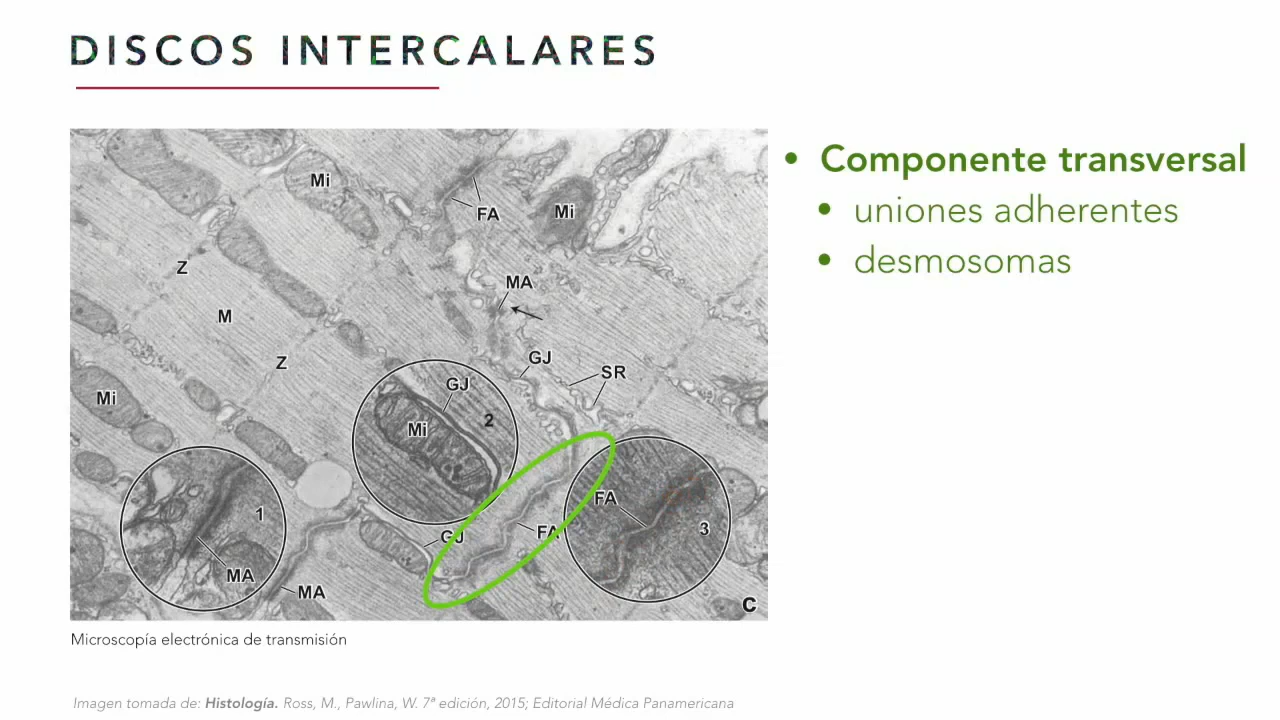 DISCOS INTERCALARES
• Componente transversal
• uniones adherentes
• desmosomas
Mi
FA
Mi
Z
MA
M
GJ
Z
SR
GJ
Mi
2
Mi
FA
1
FA
3
GJ
MA
MA
C
Microscopía electrónica de transmisión
Imagen tomada de: Histología. Ross, M., Pawlina, W. 7ª edición, 2015; Editorial Médica Panamericana